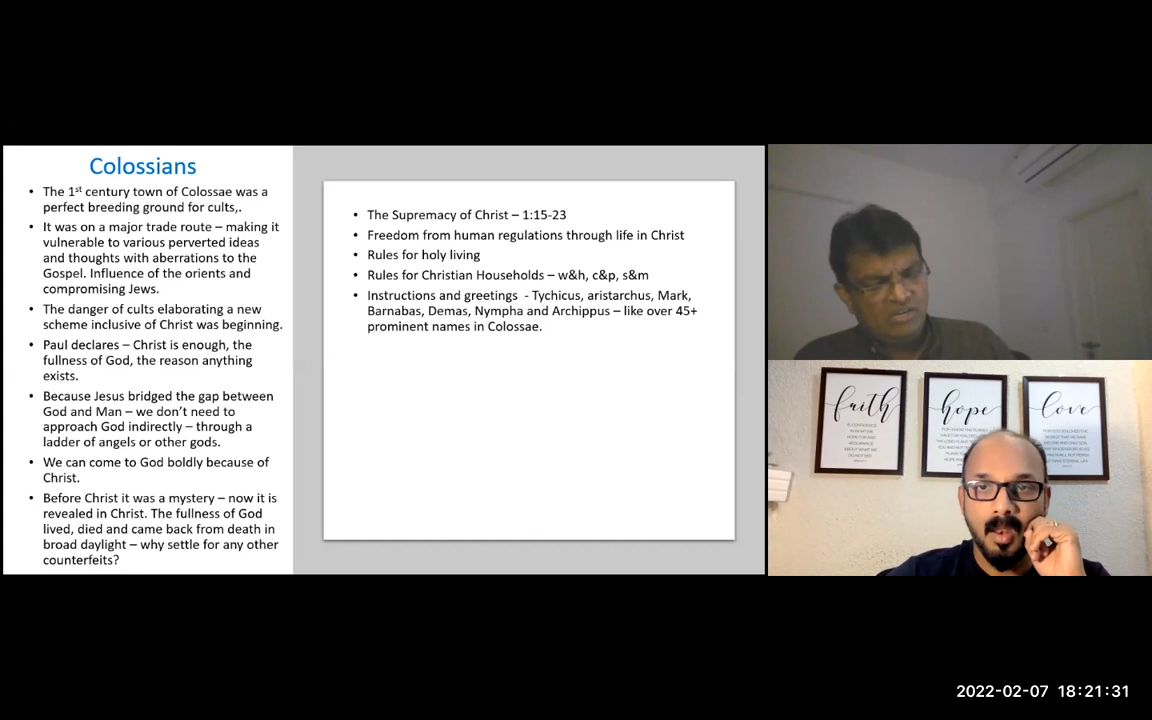 Colossians
• The 1st century town of Colossae was a
perfect breeding ground for cults,.
• It was on a major trade route – making it
vulnerable to various perverted ideas
and thoughts with aberrations to the
Gospel. Influence of the orients and
compromising Jews.
• The danger of cults elaborating a new
scheme inclusive of Christ was beginning.
• Paul declares – Christ is enough, the
fullness of God, the reason anything
exists.
• Because Jesus bridged the gap between
God and Man – we don’t need to
approach God indirectly – through a
ladder of angels or other gods.
• We can come to God boldly because of
Christ.
• Before Christ it was a mystery – now it is
revealed in Christ. The fullness of God
lived, died and came back from death in
broad daylight – why settle for any other
counterfeits?
• The Supremacy of Christ – 1:15-23
• Freedom from human regulations through life in Christ
• Rules for holy living
• Rules for Christian Households – w&h, c&p, s&m
• Instructions and greetings - Tychicus, aristarchus, Mark,
Barnabas, Demas, Nympha and Archippus – like over 45+
prominent names in Colossae.
faith
hope
love
2022-02-07 18:21:31